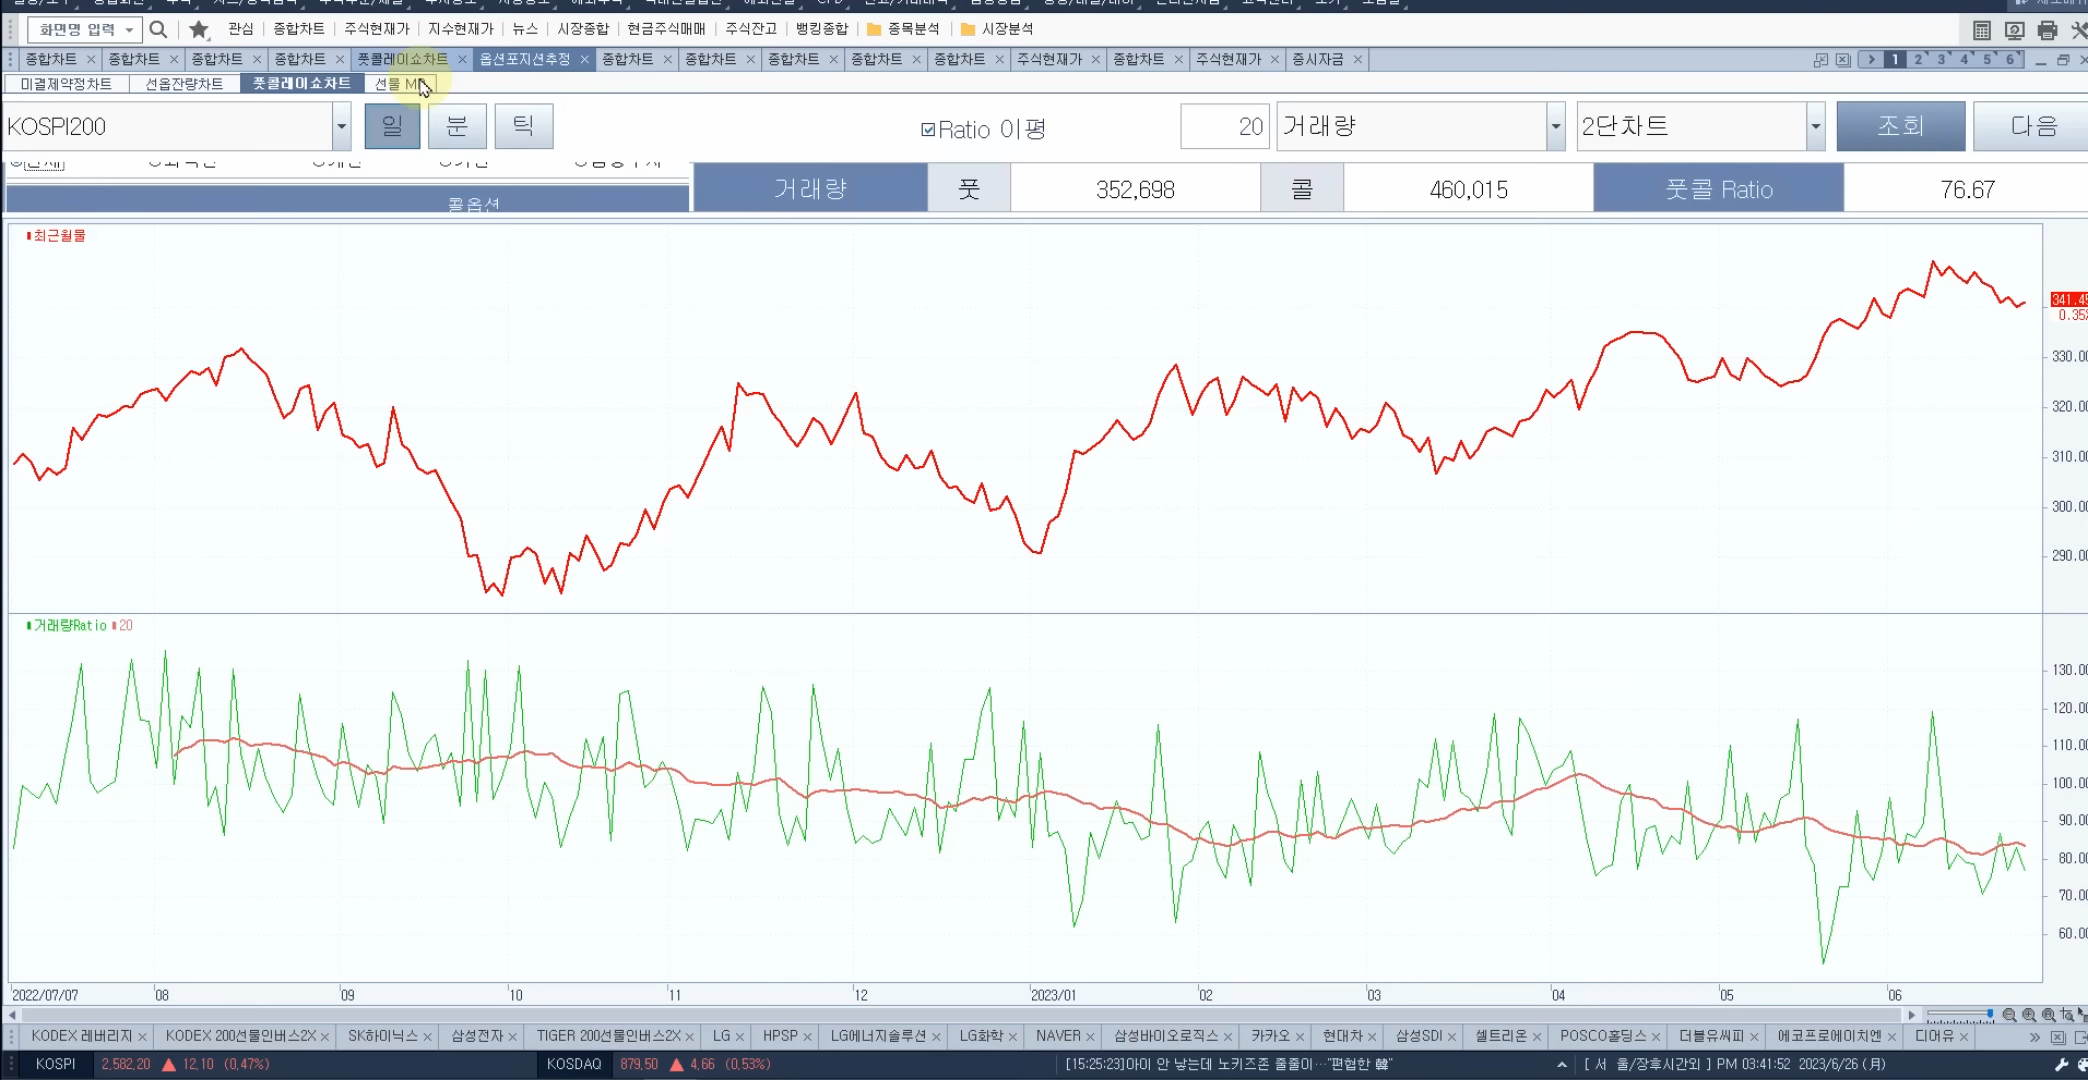 화면명 입력 관심 종합차트 주식현재가 지수현재가 뉴스 시장종합 현금주식매매 주식잔고 뱅킹종합 종목분석 시장분석
종합차트 × 종합차트 × 종합차트 × 종합차트 × 풋콜레이쇼차트 × 옵션포지션추정 × 종합차트 × 종합차트 × 종합차트 × 종합차트 × 종합차트 × 주식현재가 × 종합차트 × 주식현재가 × 증시자금 × 1 2 3 4 5 6
미결제약정차트 선옵잔량차트 풋콜레이쇼차트 선물
KOSPI200 일 분 틱 Ratio 이평 20 거래량 2단차트 조회 다음
콜옵션 거래량 풋 352,698 콜 460,015 풋콜 Ratio 76.67
최근월물
341.45
0.35%
330.00
320.00
310.00
300.00
290.00
거래량Ratio 20
130.00
120.00
110.00
100.00
90.00
80.00
70.00
60.00
2022/07/07 08 09 10 11 12 2023/01 02 03 04 05 06
KODEX 레버리지 × KODEX 200선물인버스2X × SK하이닉스 × 삼성전자 × TIGER 200선물인버스2X × LG × HPSP × LG에너지솔루션 × LG화학 × NAVER × 삼성바이오로직스 × 카카오 × 현대차 × 삼성SDI × 셀트리온 × POSCO홀딩스 × 더블유씨피 × 에코프로에이치엔 × 디어유 ×
KOSPI 2,582,20 ▲ 12,10 (0,47%) KOSDAQ 879,50 ▲ 4,66 (0,53%) [15:25:23]아이 안 낳는데 노키즈존 줄줄이…"편협한 韓" [ 서 울/장후시간외 ] PM 03:41:52 2023/6/26 (月)